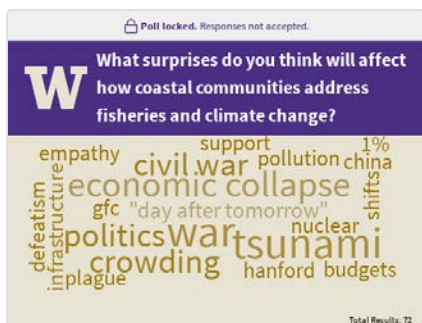 Poll locked. Responses not accepted.
W
What surprises do you think will affect
how coastal communities address
fisheries and climate change?
support
1%
empathy
civil war
pollution
china
economic collapse
shifts
defeatism
infrastructure
gfc
"day after tomorrow"
nuclear
politics
war
tsunami
crowding
hanford
budgets
plague
Total Results: 72